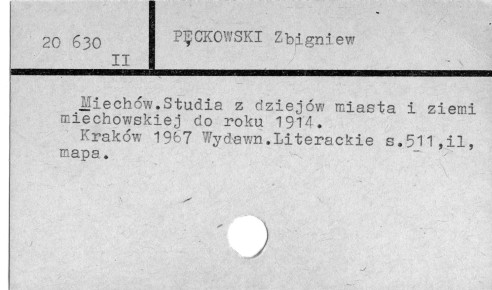 20 630
II
PĘCKOWSKI Zbigniew
Miechów.Studia z dziejów miasta i ziemi
miechowskiej do roku 1914.
Kraków 1967 Wydawn.Literackie s.511,il,
mapa.